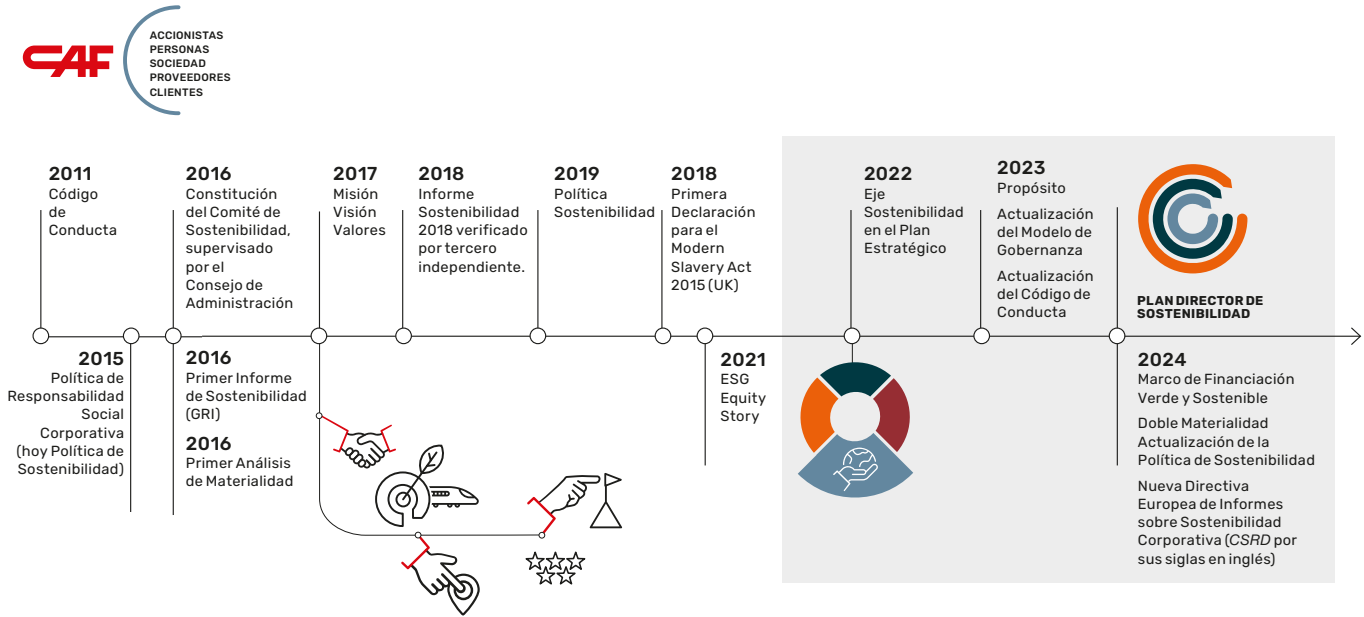 CAF
ACCIONISTAS
PERSONAS
SOCIEDAD
PROVEEDORES
CLIENTES
2011
Código
de
Conducta
2015
Política de
Responsabilidad
Social
Corporativa
(hoy Política de
Sostenibilidad)
2016
Constitución
del Comité de
Sostenibilidad,
supervisado
por el
Consejo de
Administración
2016
Primer Informe
de Sostenibilidad
(GRI)
2016
Primer Análisis
de Materialidad
2017
Misión
Visión
Valores
2018
Informe
Sostenibilidad
2018 verificado
por tercero
independiente.
2019
Política
Sostenibilidad
2018
Primera
Declaración
para el
Modern
Slavery Act
2015 (UK)
2021
ESG
Equity
Story
2022
Eje
Sostenibilidad
en el Plan
Estratégico
2023
Propósito
Actualización
del Modelo de
Gobernanza
Actualización
del Código de
Conducta
PLAN DIRECTOR DE
SOSTENIBILIDAD
2024
Marco de Financiación
Verde y Sostenible
Doble Materialidad
Actualización de la
Política de Sostenibilidad
Nueva Directiva
Europea de Informes
sobre Sostenibilidad
Corporativa (CSRD por
sus siglas en inglés)